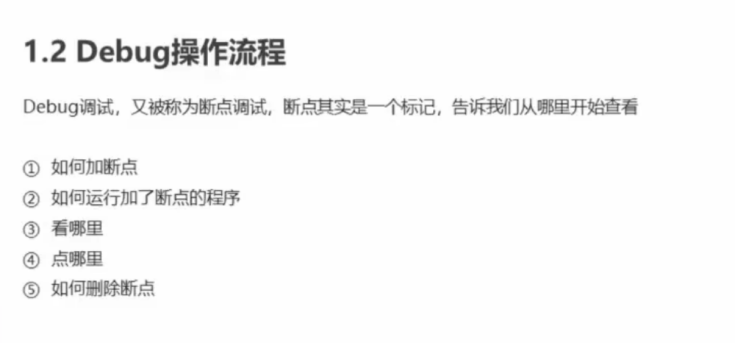 1.2 Debug操作流程
Debug调试，又被称为断点调试，断点其实是一个标记，告诉我们从哪里开始查看
① 如何加断点
② 如何运行加了断点的程序
③ 看哪里
④ 点哪里
⑤ 如何删除断点